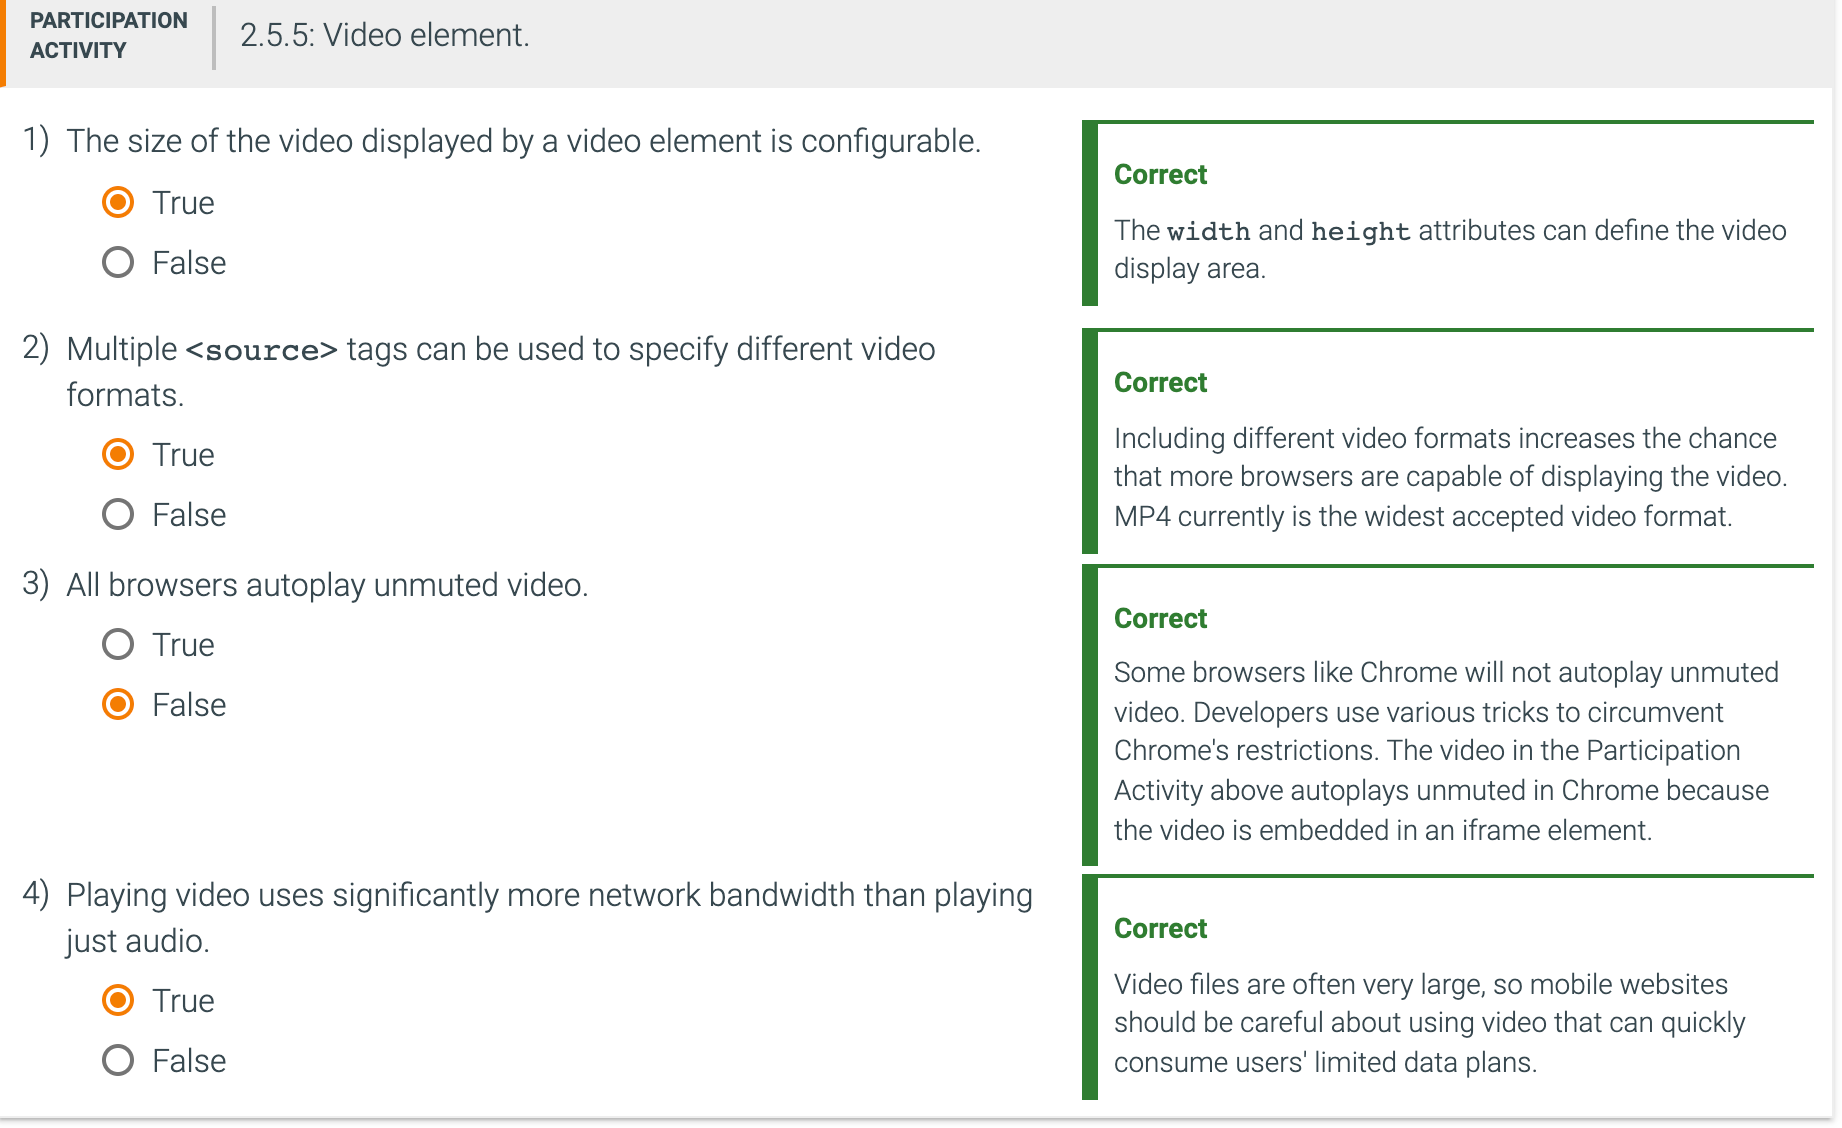 PARTICIPATION
ACTIVITY
2.5.5: Video element.
1) The size of the video displayed by a video element is configurable.
True
False
Correct
The width and height attributes can define the video
display area.
2) Multiple <source> tags can be used to specify different video
formats.
True
False
Correct
Including different video formats increases the chance
that more browsers are capable of displaying the video.
MP4 currently is the widest accepted video format.
3) All browsers autoplay unmuted video.
True
False
Correct
Some browsers like Chrome will not autoplay unmuted
video. Developers use various tricks to circumvent
Chrome's restrictions. The video in the Participation
Activity above autoplays unmuted in Chrome because
the video is embedded in an iframe element.
4) Playing video uses significantly more network bandwidth than playing
just audio.
True
False
Correct
Video files are often very large, so mobile websites
should be careful about using video that can quickly
consume users' limited data plans.